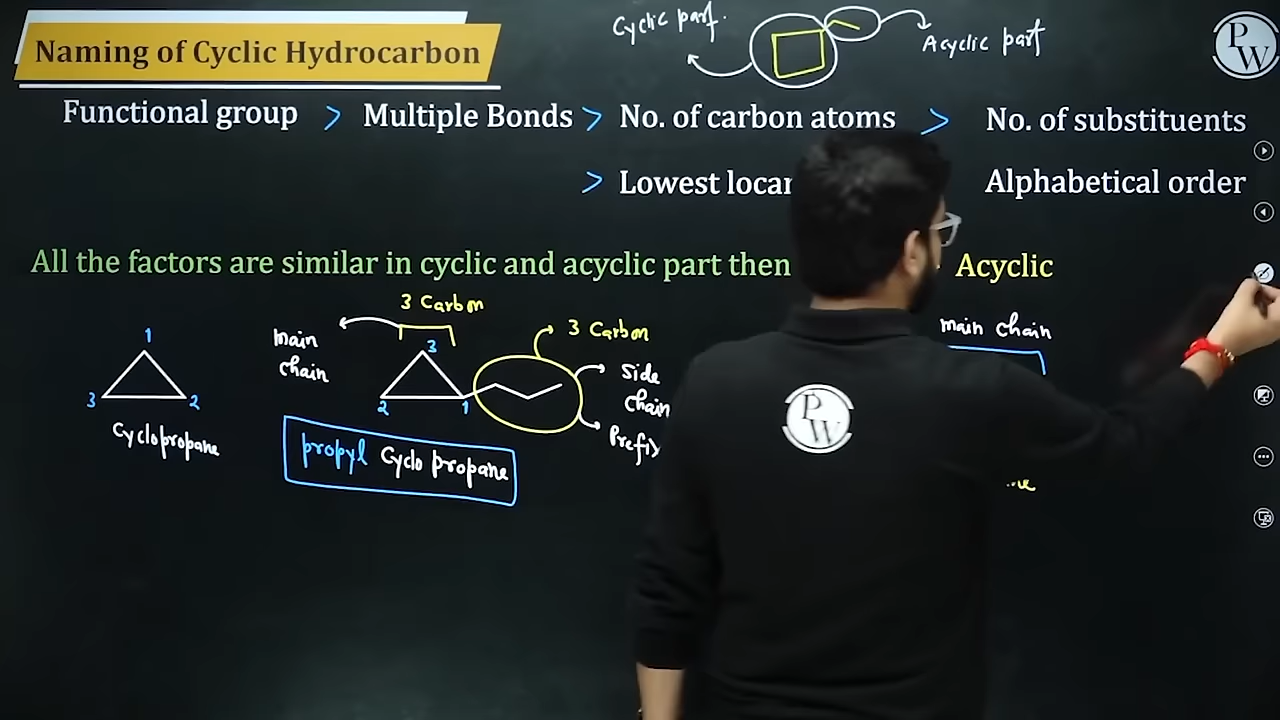 Cyclic part.
Acyclic part
PW
Naming of Cyclic Hydrocarbon
Functional group > Multiple Bonds > No. of carbon atoms > No. of substituents
> Lowest Alphabetical order
All the factors are similar in cyclic and acyclic part then Acyclic
3 Carbon
3 Carbon
main chain
main chain
side chain
Prefix
1
3
2
3
2
1
Cyclopropane
propyl Cyclo propane
PW